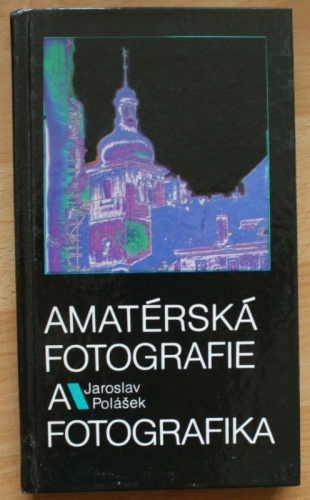 AMATÉRSKÁ
FOTOGRAFIE
A Jaroslav
Polášek
FOTOGRAFIKA